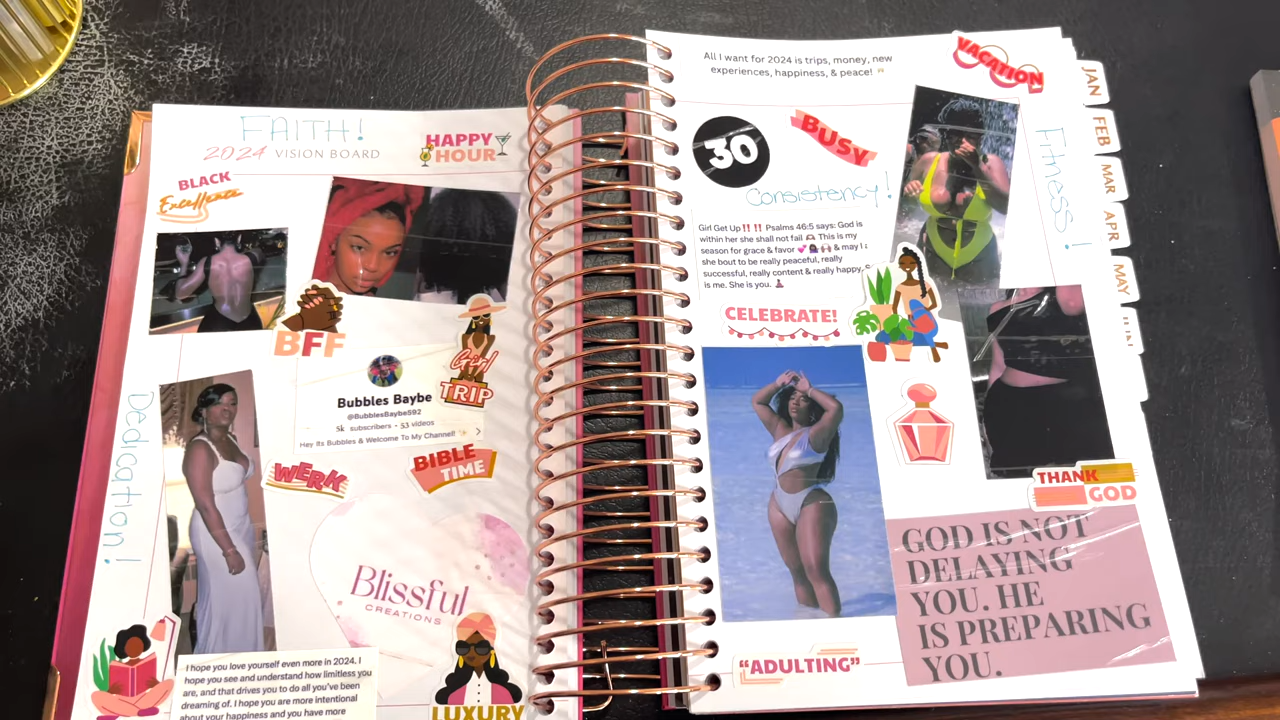 FAITH!
2024 VISION BOARD
HAPPY
HOUR
BLACK
Excellence
BFF
Girl
TRIP
Bubbles Baybe
@BubblesBaybe592
5k subscribers • 53 videos
Hey Its Bubbles & Welcome To My Channel!
Dedication!
WERK
BIBLE
TIME
Blissful
CREATIONS
I hope you love yourself even more in 2024. I
hope you see and understand how limitless you
are, and that drives you to do all you've been
dreaming of. I hope you are more intentional
about your happiness and you have more
LUXURY
All I want for 2024 is trips, money, new
experiences, happiness, & peace!
VACATION
30
BUSY
Consistency!
Fitness!
Girl Get Up‼️‼️ Psalms 46:5 says: God is
within her she shall not fail This is my
season for grace & favor & may I
she bout to be really peaceful, really
successful, really content & really happy.
is me. She is you.
CELEBRATE!
THANK
GOD
GOD IS NOT
DELAYING
YOU. HE
IS PREPARING
YOU.
"ADULTING"
JAN
FEB
MAR
APR
MAY